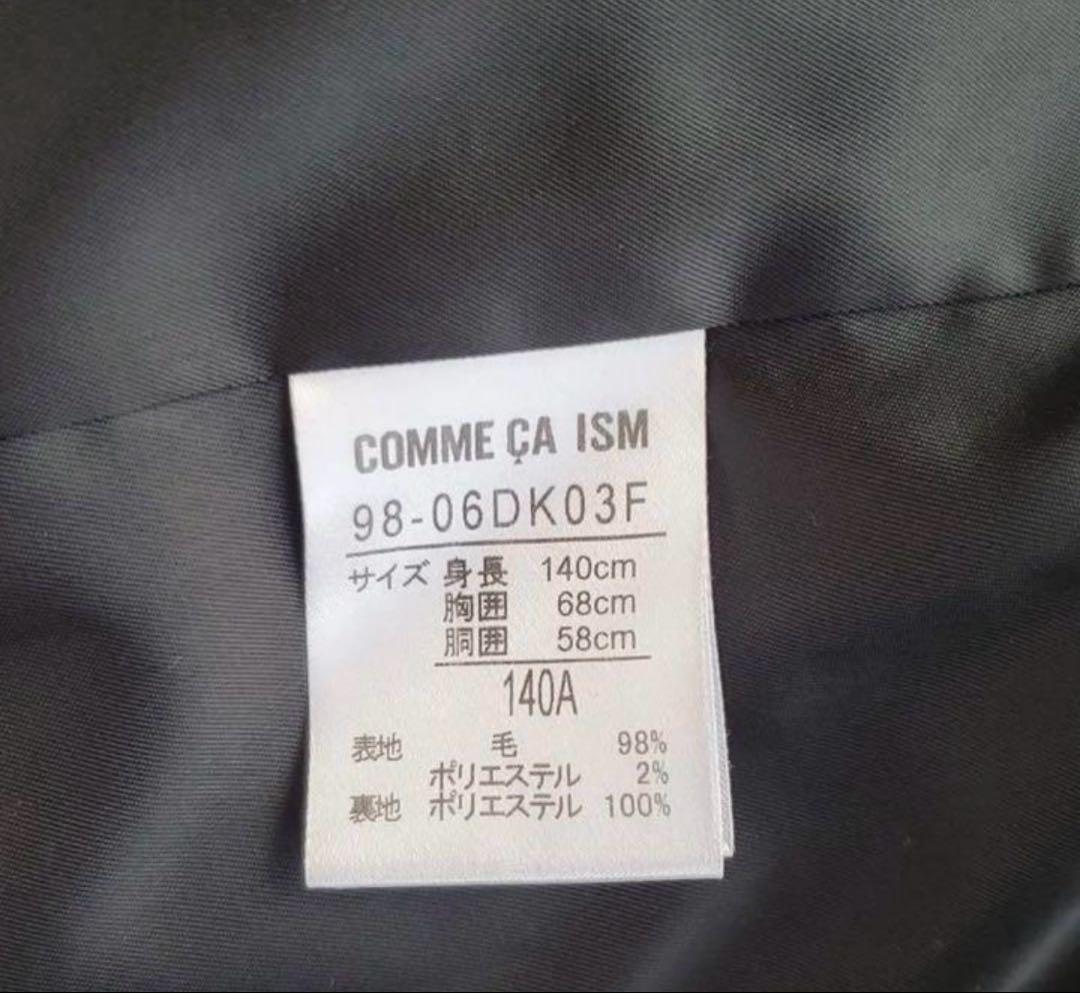 COMME ÇA ISM
98-06DK03F
サイズ 身長 140cm
胸囲 68cm
胴囲 58cm
140A
表地 毛 98%
ポリエステル 2%
裏地 ポリエステル 100%